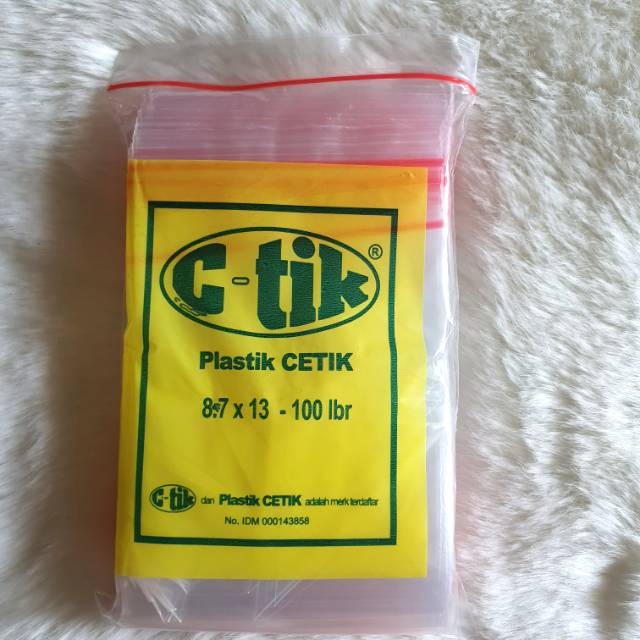 C-tik ®
Plastik CETIK
8.7 x 13 - 100 lbr
C-tik dan Plastik CETIK adalah merk terdaftar
No. IDM 000143858